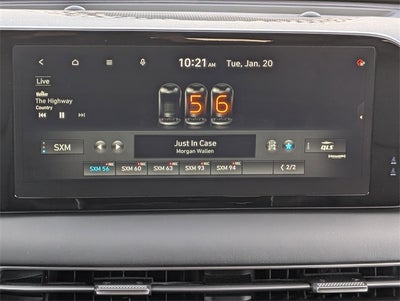 10:21 AM Tue, Jan. 20
Live
The Highway
Country
56
SXM
Just In Case
Morgan Wallen
QLS
SXM 56 SXM 60 SXM 63 SXM 93 SXM 94 2/2